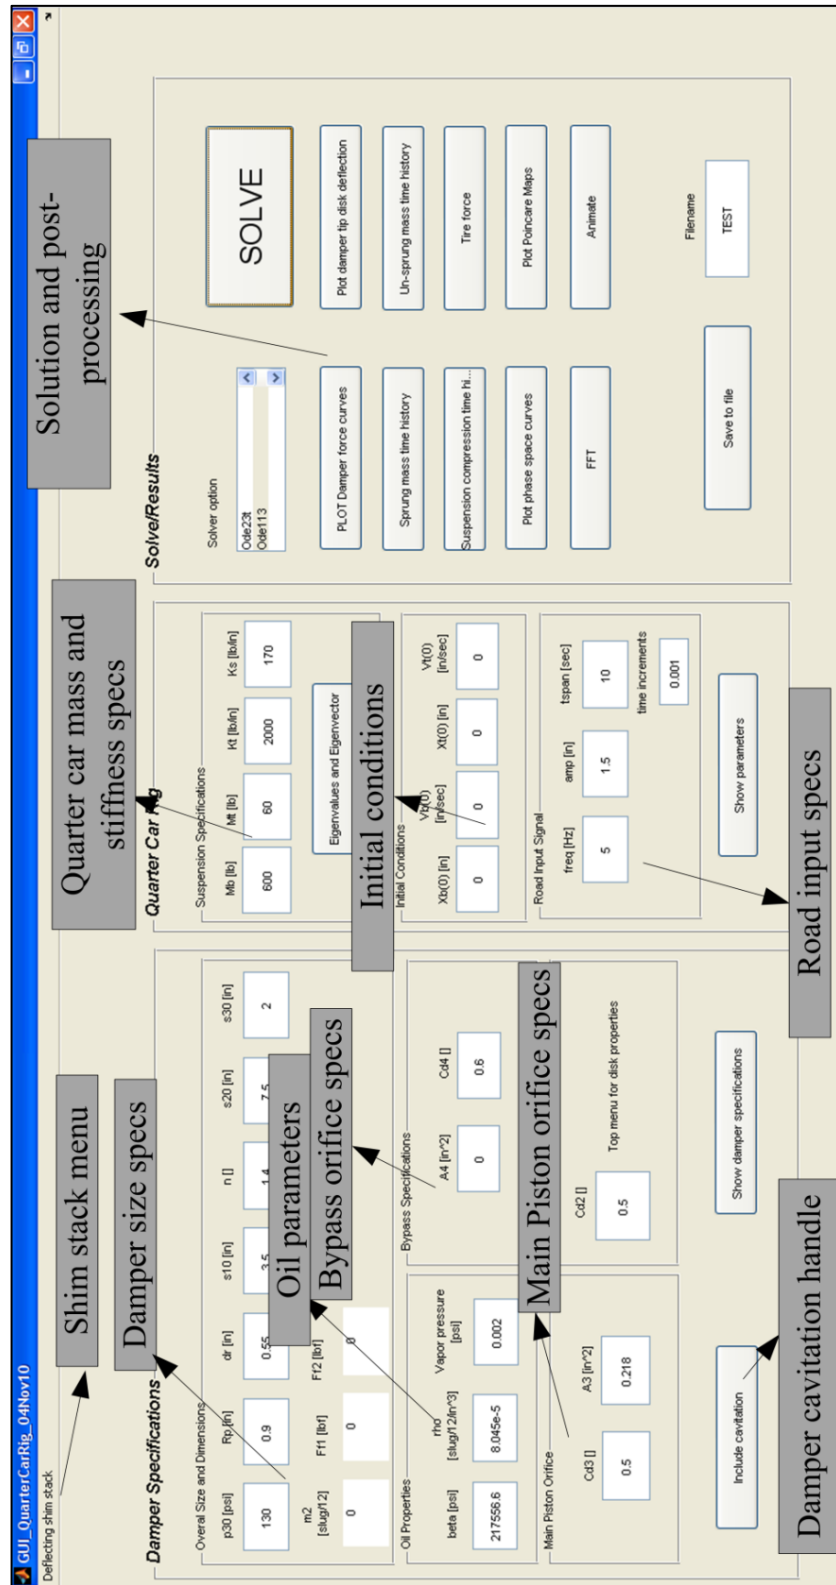 GUI_QuarterCarRig_04Nov10
Deflecting shim stack
Shim stack menu
Damper size specs
Quarter car mass and
stiffness specs
Solution and post-
processing
Damper Specifications
Overal Size and Dimensions
p30 [psi]
Rp [in]
dr [in]
s10 [in]
n []
s20 [in]
s30 [in]
130
0.9
0.55
3.5
1.4
7.5
2
m2
[slug/12]
Ff1 [lbf]
Ff2 [lbf]
0
0
0
Oil parameters
Bypass orifice specs
Oil Properties
beta [psi]
rho
[slug/12/in^3]
Vapor pressure
[psi]
217556.6
8.045e-5
0.002
Bypass Specifications
A4 [in^2]
Cd4 []
0
0.6
Main Piston orifice specs
Main Piston Orifice
Cd3 []
A3 [in^2]
0.5
0.218
Cd2 []
0.5
Top menu for disk properties
Include cavitation
Show damper specifications
Damper cavitation handle
Quarter Car Rig
Suspension Specifications
Mb [lb]
Mt [lb]
Kt [lb/in]
Ks [lb/in]
600
60
2000
170
Eigenvalues and Eigenvector
Initial conditions
Initial Conditions
Xb(0) [in]
Vb(0)
[in/sec]
Xt(0) [in]
Vt(0)
[in/sec]
0
0
0
0
Road Input Signal
freq [Hz]
amp [in]
tspan [sec]
5
1.5
10
time increments
0.001
Show parameters
Road input specs
Solve/Results
Solver option
Ode23t
Ode113
SOLVE
PLOT Damper force curves
Plot damper tip disk deflection
Sprung mass time history
Un-sprung mass time history
Suspension compression time hi...
Tire force
Plot phase space curves
Plot Poincare Maps
FFT
Animate
Save to file
Filename
TEST